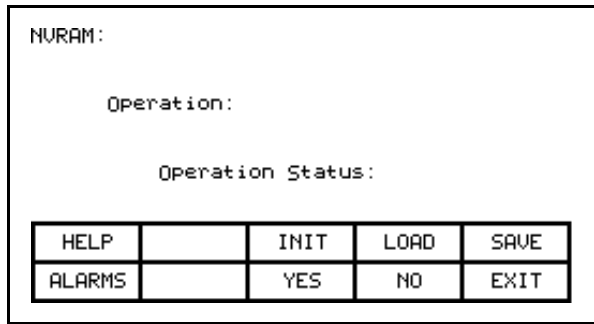 NVRAM:
Operation:
Operation Status:
HELP INIT LOAD SAVE
ALARMS YES NO EXIT